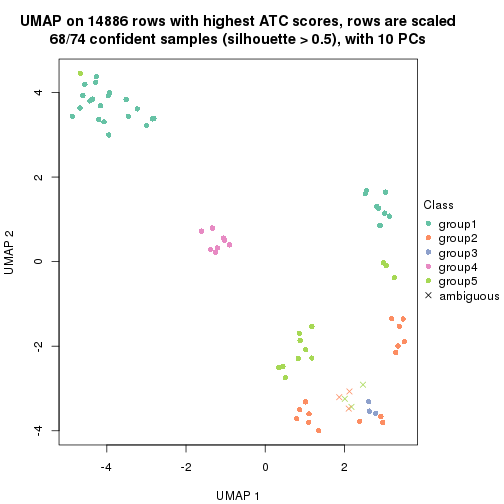 UMAP on 14886 rows with highest ATC scores, rows are scaled
68/74 confident samples (silhouette > 0.5), with 10 PCs
4
2
0
-2
-4
UMAP 2
-4
-2
0
2
UMAP 1
Class
group1
group2
group3
group4
group5
ambiguous